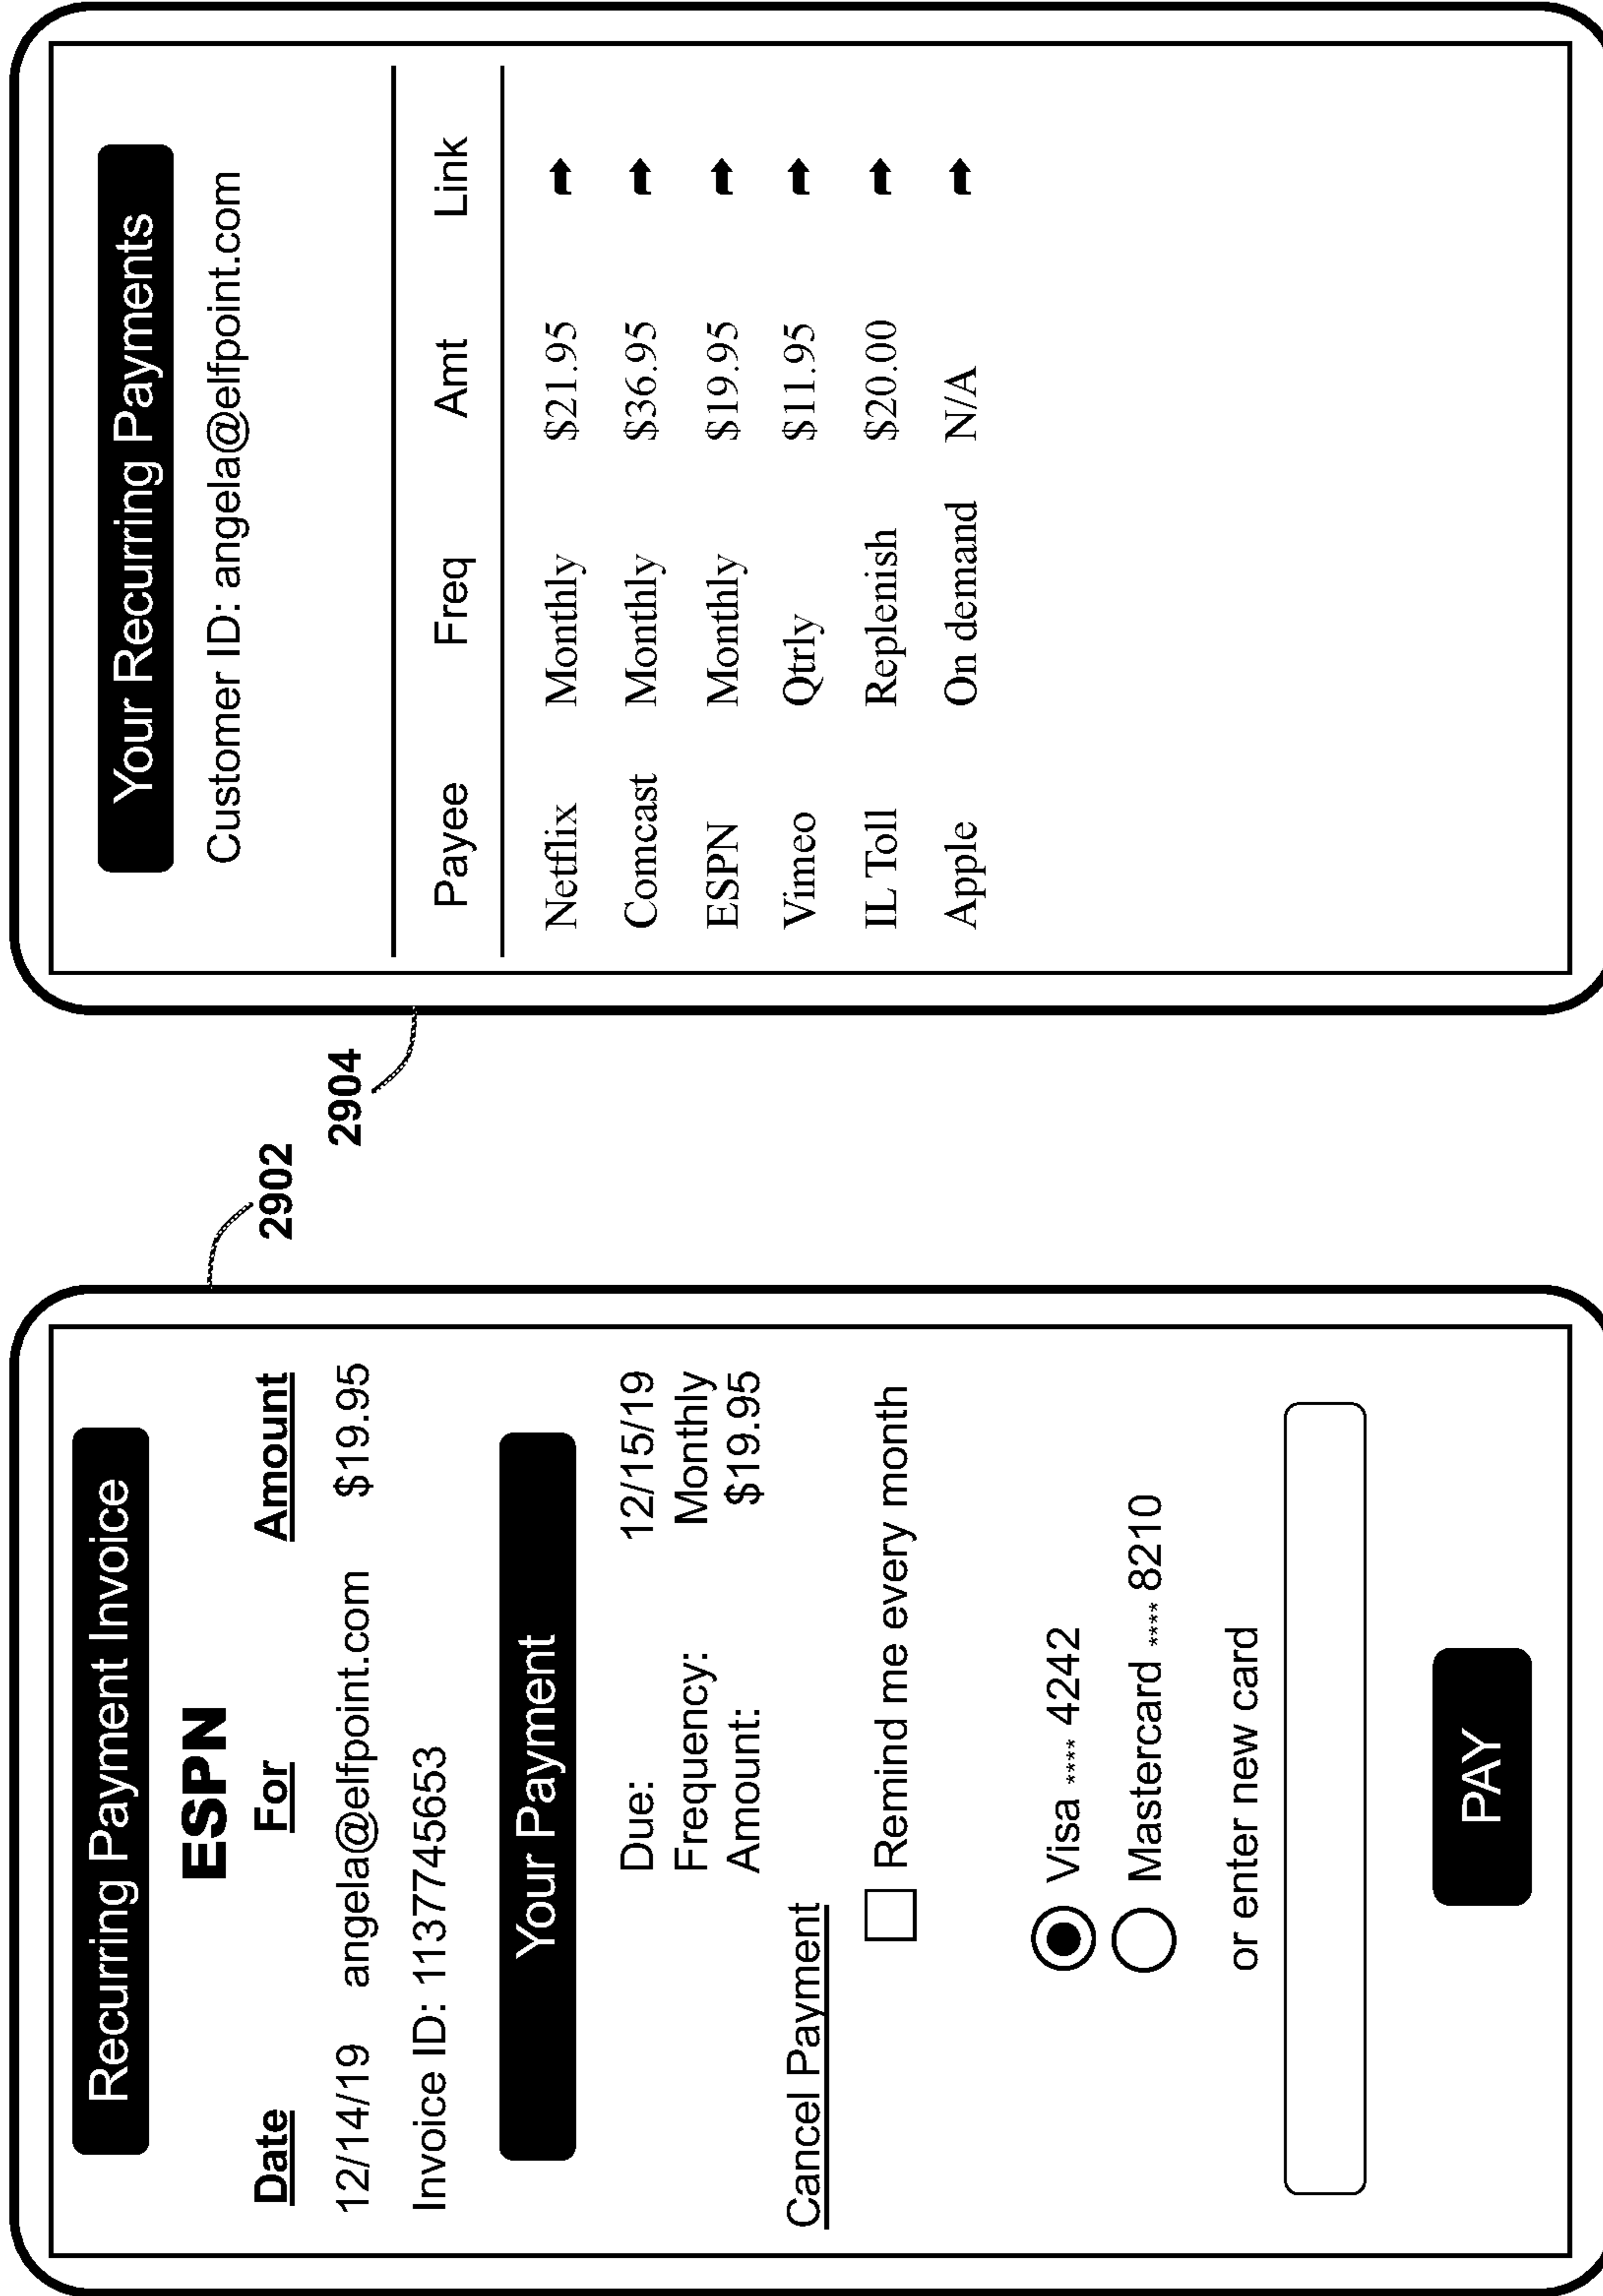 Recurring Payment Invoice
ESPN
Date For Amount
12/14/19 angela@elfpoint.com $19.95
Invoice ID: 1137745653
Your Payment
Due: 12/15/19
Frequency: Monthly
Amount: $19.95
Cancel Payment
Remind me every month
Visa **** 4242
Mastercard **** 8210
or enter new card
PAY
2902
2904
Your Recurring Payments
Customer ID: angela@elfpoint.com
Payee Freq Amt Link
Netflix Monthly $21.95
Comcast Monthly $36.95
ESPN Monthly $19.95
Vimeo Qtrly $11.95
IL Toll Replenish $20.00
Apple On demand N/A